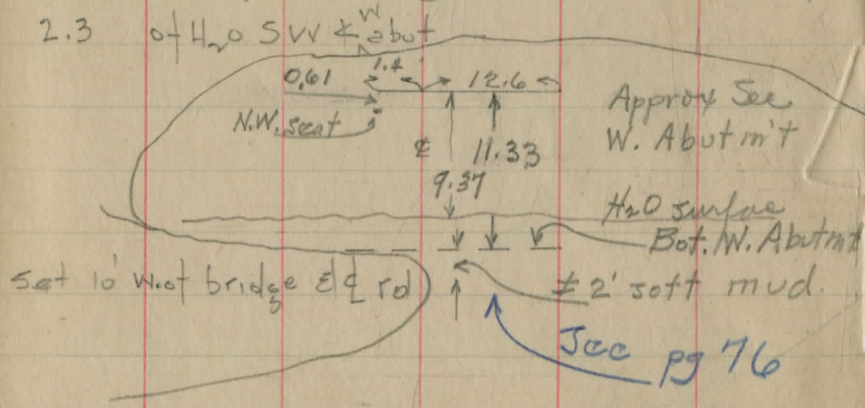 2.3 of H2O SW & W abut
0.61 1.4 12.6
Approx Sec
N.W. seat
W. Abutm't
¢ 11.33
9.37
H2O surface
Bot. W. Abutmt
Set 10' W. of bridge & ¢ rd
± 2' soft mud.
See pg 76